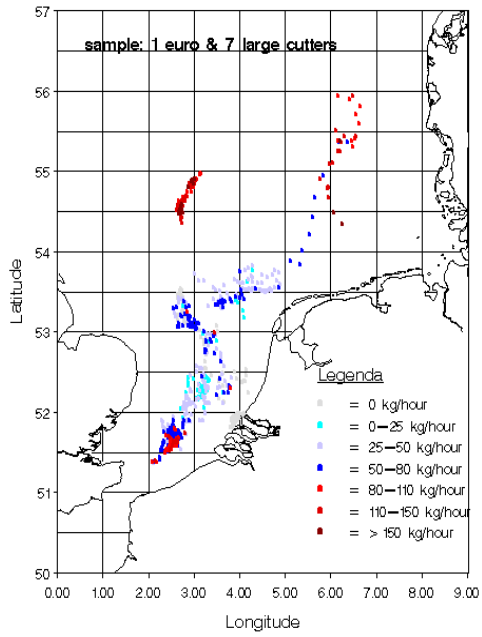 57
sample: 1 euro & 7 large cutters
56
55
54
Latitude
53
Legenda
= 0 kg/hour
52
= 0-25 kg/hour
= 25-50 kg/hour
= 50-80 kg/hour
51
= 80-110 kg/hour
= 110-150 kg/hour
= >150 kg/hour
50
0.00 1.00 2.00 3.00 4.00 5.00 6.00 7.00 8.00 9.00
Longitude